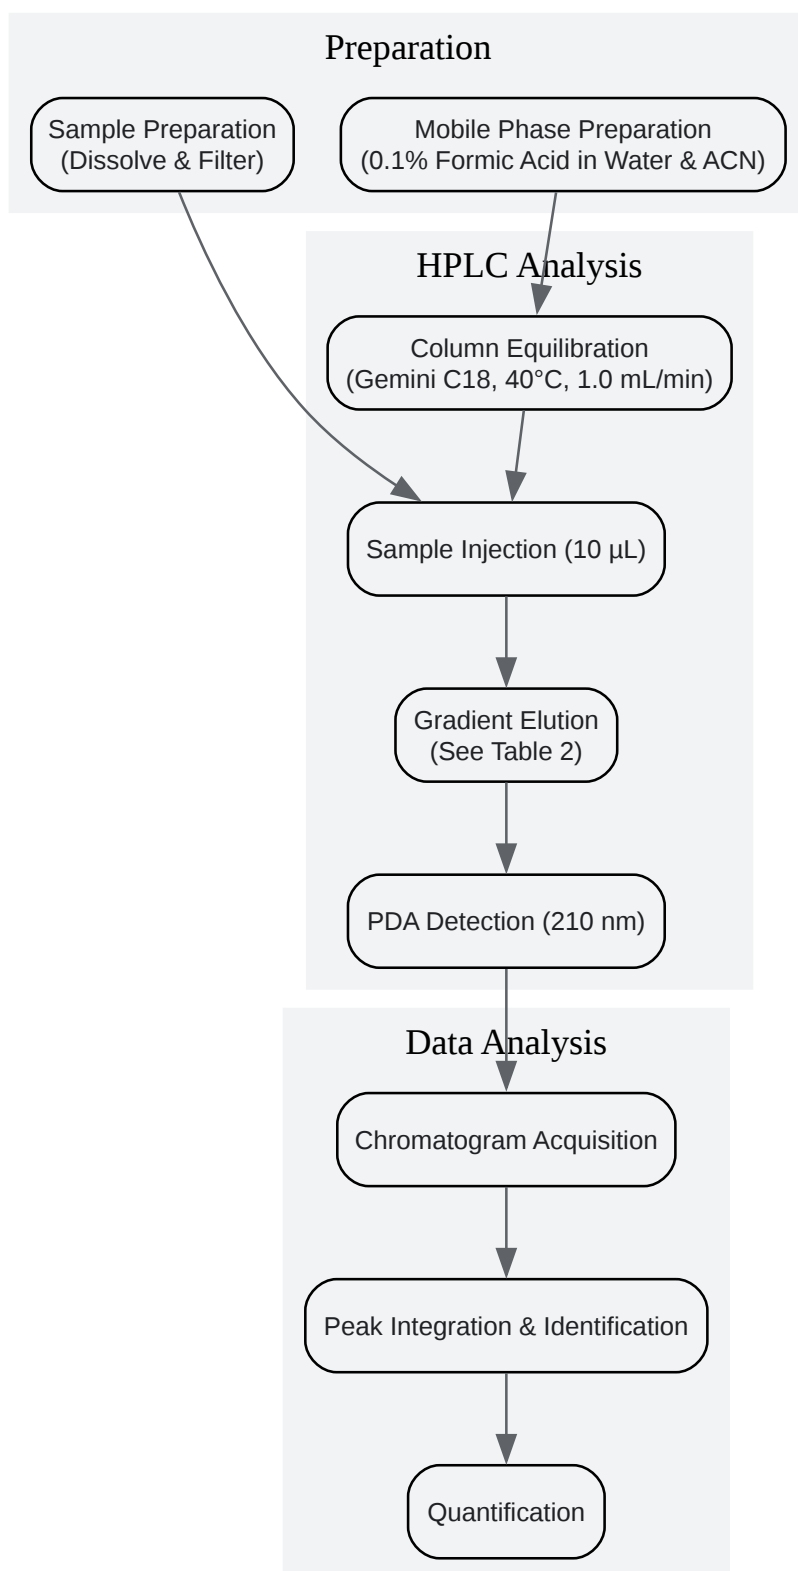 Preparation
Sample Preparation
(Dissolve & Filter)
Mobile Phase Preparation
(0.1% Formic Acid in Water & ACN)
HPLC Analysis
Column Equilibration
(Gemini C18, 40°C, 1.0 mL/min)
Sample Injection (10 µL)
Gradient Elution
(See Table 2)
PDA Detection (210 nm)
Data Analysis
Chromatogram Acquisition
Peak Integration & Identification
Quantification